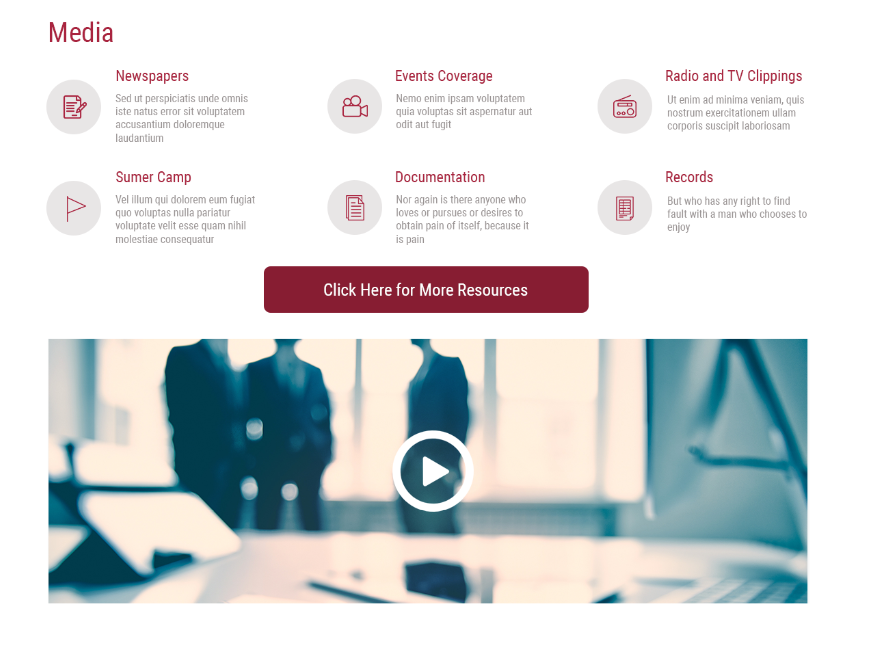 Media
Newspapers
Sed ut perspiciatis unde omnis
iste natus error sit voluptatem
accusantium doloremque
laudantium
Events Coverage
Nemo enim ipsam voluptatem
quia voluptas sit aspernatur aut
odit aut fugit
Radio and TV Clippings
Ut enim ad minima veniam, quis
nostrum exercitationem ullam
corporis suscipit laboriosam
Sumer Camp
Vel illum qui dolorem eum fugiat
quo voluptas nulla pariatur
voluptate velit esse quam nihil
molestiae consequatur
Documentation
Nor again is there anyone who
loves or pursues or desires to
obtain pain of itself, because it
is pain
Records
But who has any right to find
fault with a man who chooses to
enjoy
Click Here for More Resources